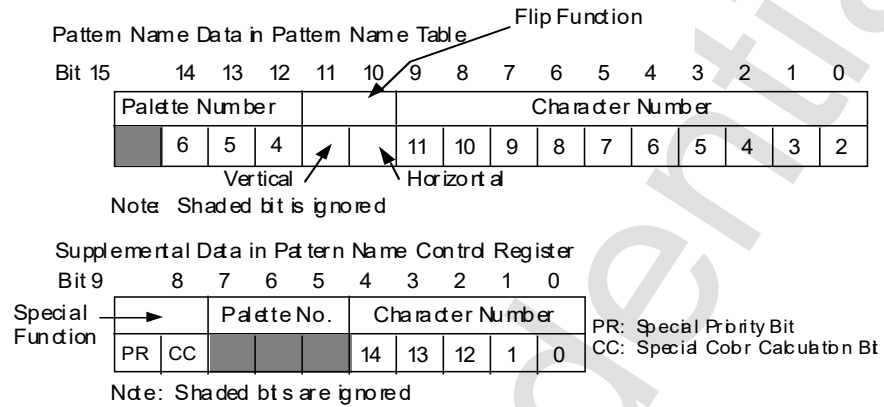 Flip Function
Pattern Name Data in Pattern Name Table
Bit 15 14 13 12 11 10 9 8 7 6 5 4 3 2 1 0
Palette Number Character Number
6 5 4 11 10 9 8 7 6 5 4 3 2
Vertical Horizontal
Note: Shaded bit is ignored
Supplemental Data in Pattern Name Control Register
Bit 9 8 7 6 5 4 3 2 1 0
Special Function Palette No. Character Number
PR CC 14 13 12 1 0
PR: Special Priority Bit
CC: Special Color Calculation Bit
Note: Shaded bits are ignored